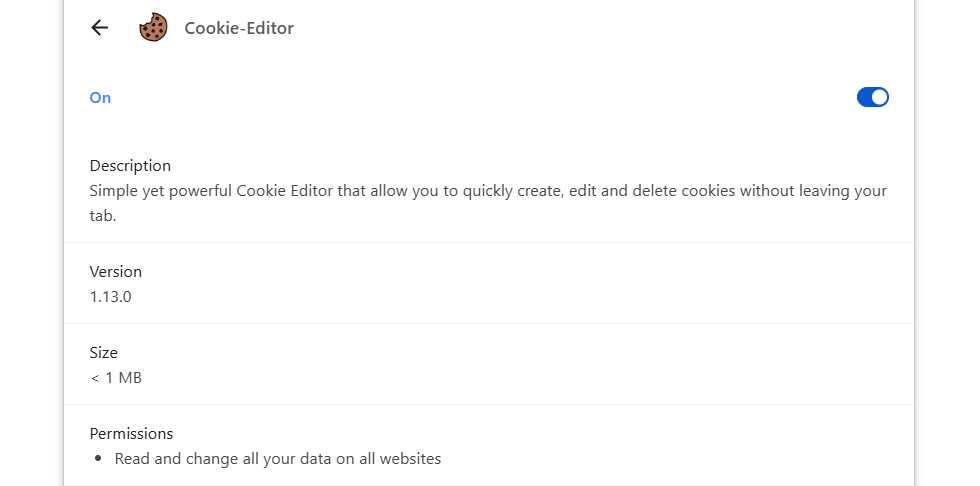 Cookie-Editor
On
Description
Simple yet powerful Cookie Editor that allow you to quickly create, edit and delete cookies without leaving your
tab.
Version
1.13.0
Size
< 1 MB
Permissions
• Read and change all your data on all websites